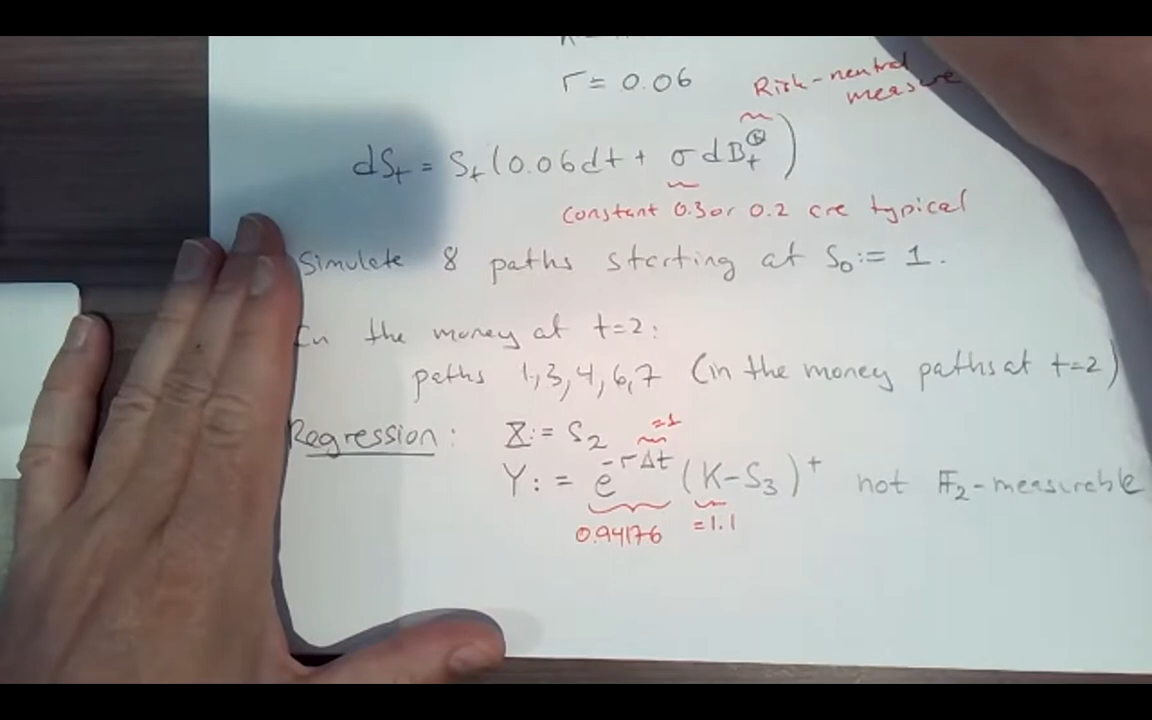 r = 0.06
Risk-neutral
measure
dSt = St(0.06dt + σ dBt^Q)
Constant 0.3 or 0.2 are typical
Simulate 8 paths starting at S0 := 1.
In the money at t=2:
paths 1,3,4,6,7 (in the money paths at t=2)
Regression: X := S2
=1
Y := e^-rΔt (K-S3)^+ not F2-measurable
0.94176 =1.1